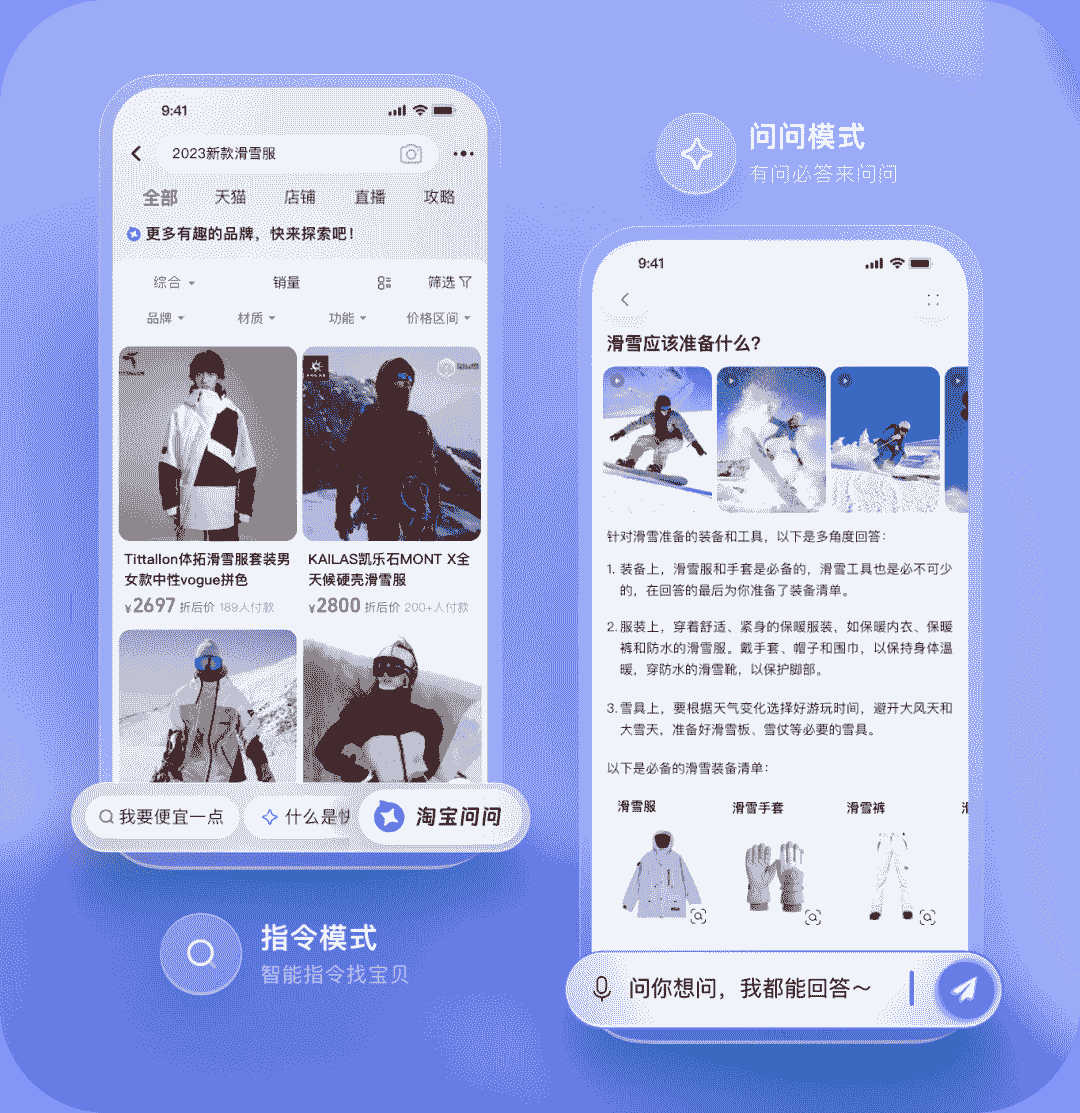 9:41
2023新款滑雪服
全部
天猫
店铺
直播
攻略
更多有趣的品牌，快来探索吧！
综合
销量
筛选
品牌
材质
功能
价格区间
Tittallon体拓滑雪服套装男
女款中性vogue拼色
¥2697 折后价 189人付款
KAILAS凯乐石MONT X全
天候硬壳滑雪服
¥2800 折后价 200+人付款
我要便宜一点
什么是
淘宝问问
指令模式
智能指令找宝贝
问问模式
有问必答来问问
9:41
滑雪应该准备什么？
针对滑雪准备的装备和工具，以下是多角度回答：
1. 装备上，滑雪服和手套是必备的，滑雪工具也是必不可少
的，在回答的最后为你准备了装备清单。
2. 服装上，穿着舒适、紧身的保暖服装，如保暖内衣、保暖
裤和防水的滑雪服。戴手套、帽子和围巾，以保持身体温
暖，穿防水的滑雪靴，以保护脚部。
3. 雪具上，要根据天气变化选择好游玩时间，避开大风天和
大雪天，准备好滑雪板、雪仗等必要的雪具。
以下是必备的滑雪装备清单：
滑雪服
滑雪手套
滑雪裤
问你想问，我都能回答～